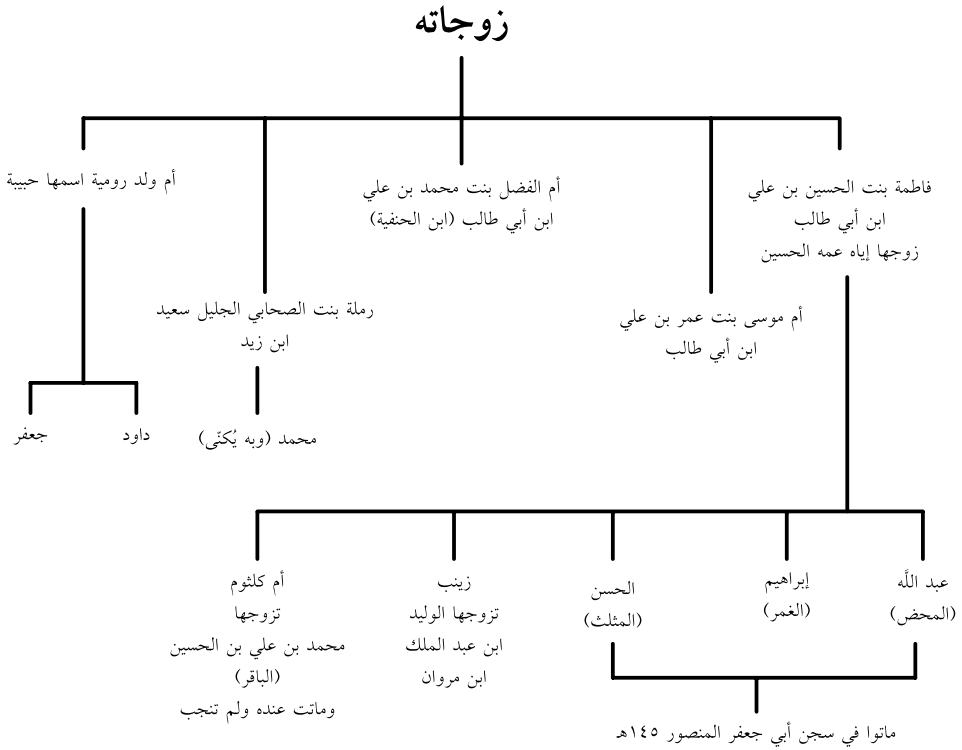 زوجاته
فاطمة بنت الحسين بن علي
ابن أبي طالب
زوجها إياه عمه الحسين
أم موسى بنت عمر بن علي
ابن أبي طالب
أم الفضل بنت محمد بن علي
ابن أبي طالب (ابن الحنفية)
رملة بنت الصحابي الجليل سعيد
ابن زيد
أم ولد رومية اسمها حبيبة
محمد (وبه يُكنّى)
داود
جعفر
عبد اللَّه
(المحض)
إبراهيم
(الغمر)
الحسن
(المثلث)
زينب
تزوجها الوليد
ابن عبد الملك
ابن مروان
أم كلثوم
تزوجها
محمد بن علي بن الحسين
(الباقر)
وماتت عنده ولم تنجب
ماتوا في سجن أبي جعفر المنصور ١٤٥هـ